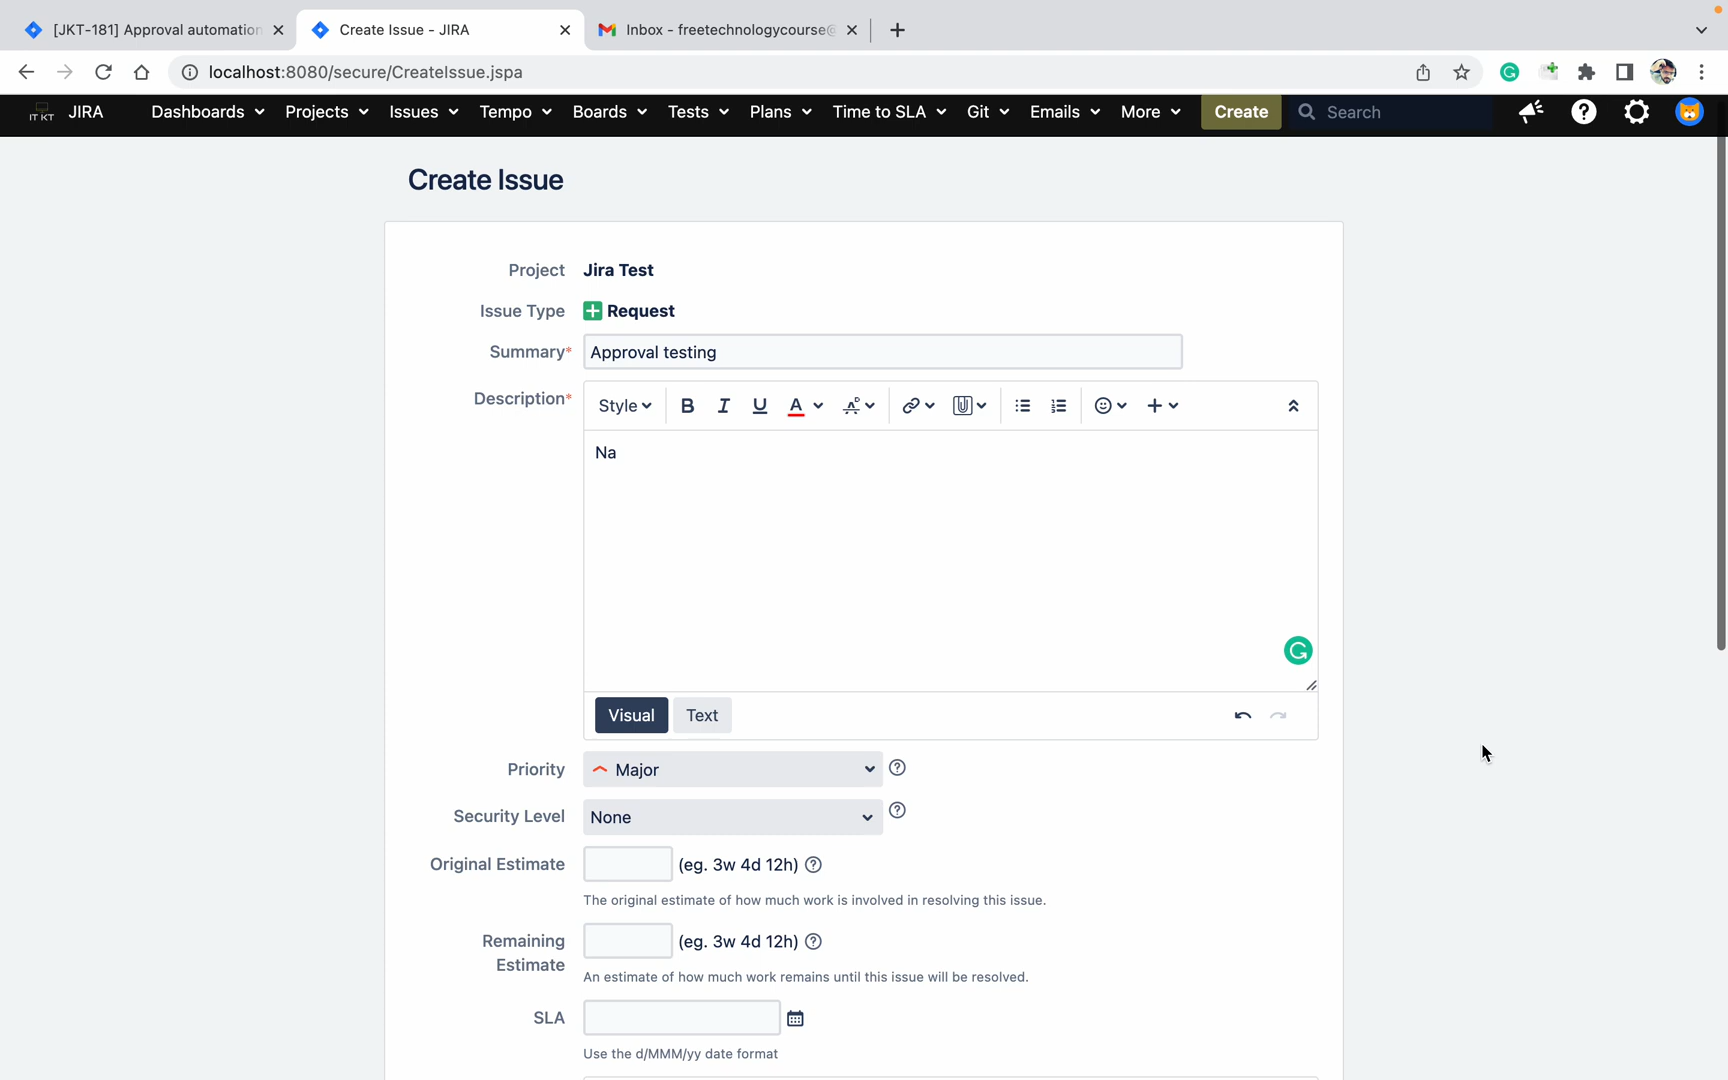 [JKT-181] Approval automation
Create Issue - JIRA
Inbox - freetechnologycourse@
localhost:8080/secure/CreateIssue.jspa
IT KT
JIRA
Dashboards
Projects
Issues
Tempo
Boards
Tests
Plans
Time to SLA
Git
Emails
More
Create
Search
Create Issue
Project Jira Test
Issue Type Request
Summary* Approval testing
Description*
Style
B I U A
Na
Visual Text
Priority Major
Security Level None
Original Estimate (eg. 3w 4d 12h)
The original estimate of how much work is involved in resolving this issue.
Remaining
Estimate
(eg. 3w 4d 12h)
An estimate of how much work remains until this issue will be resolved.
SLA
Use the d/MMM/yy date format